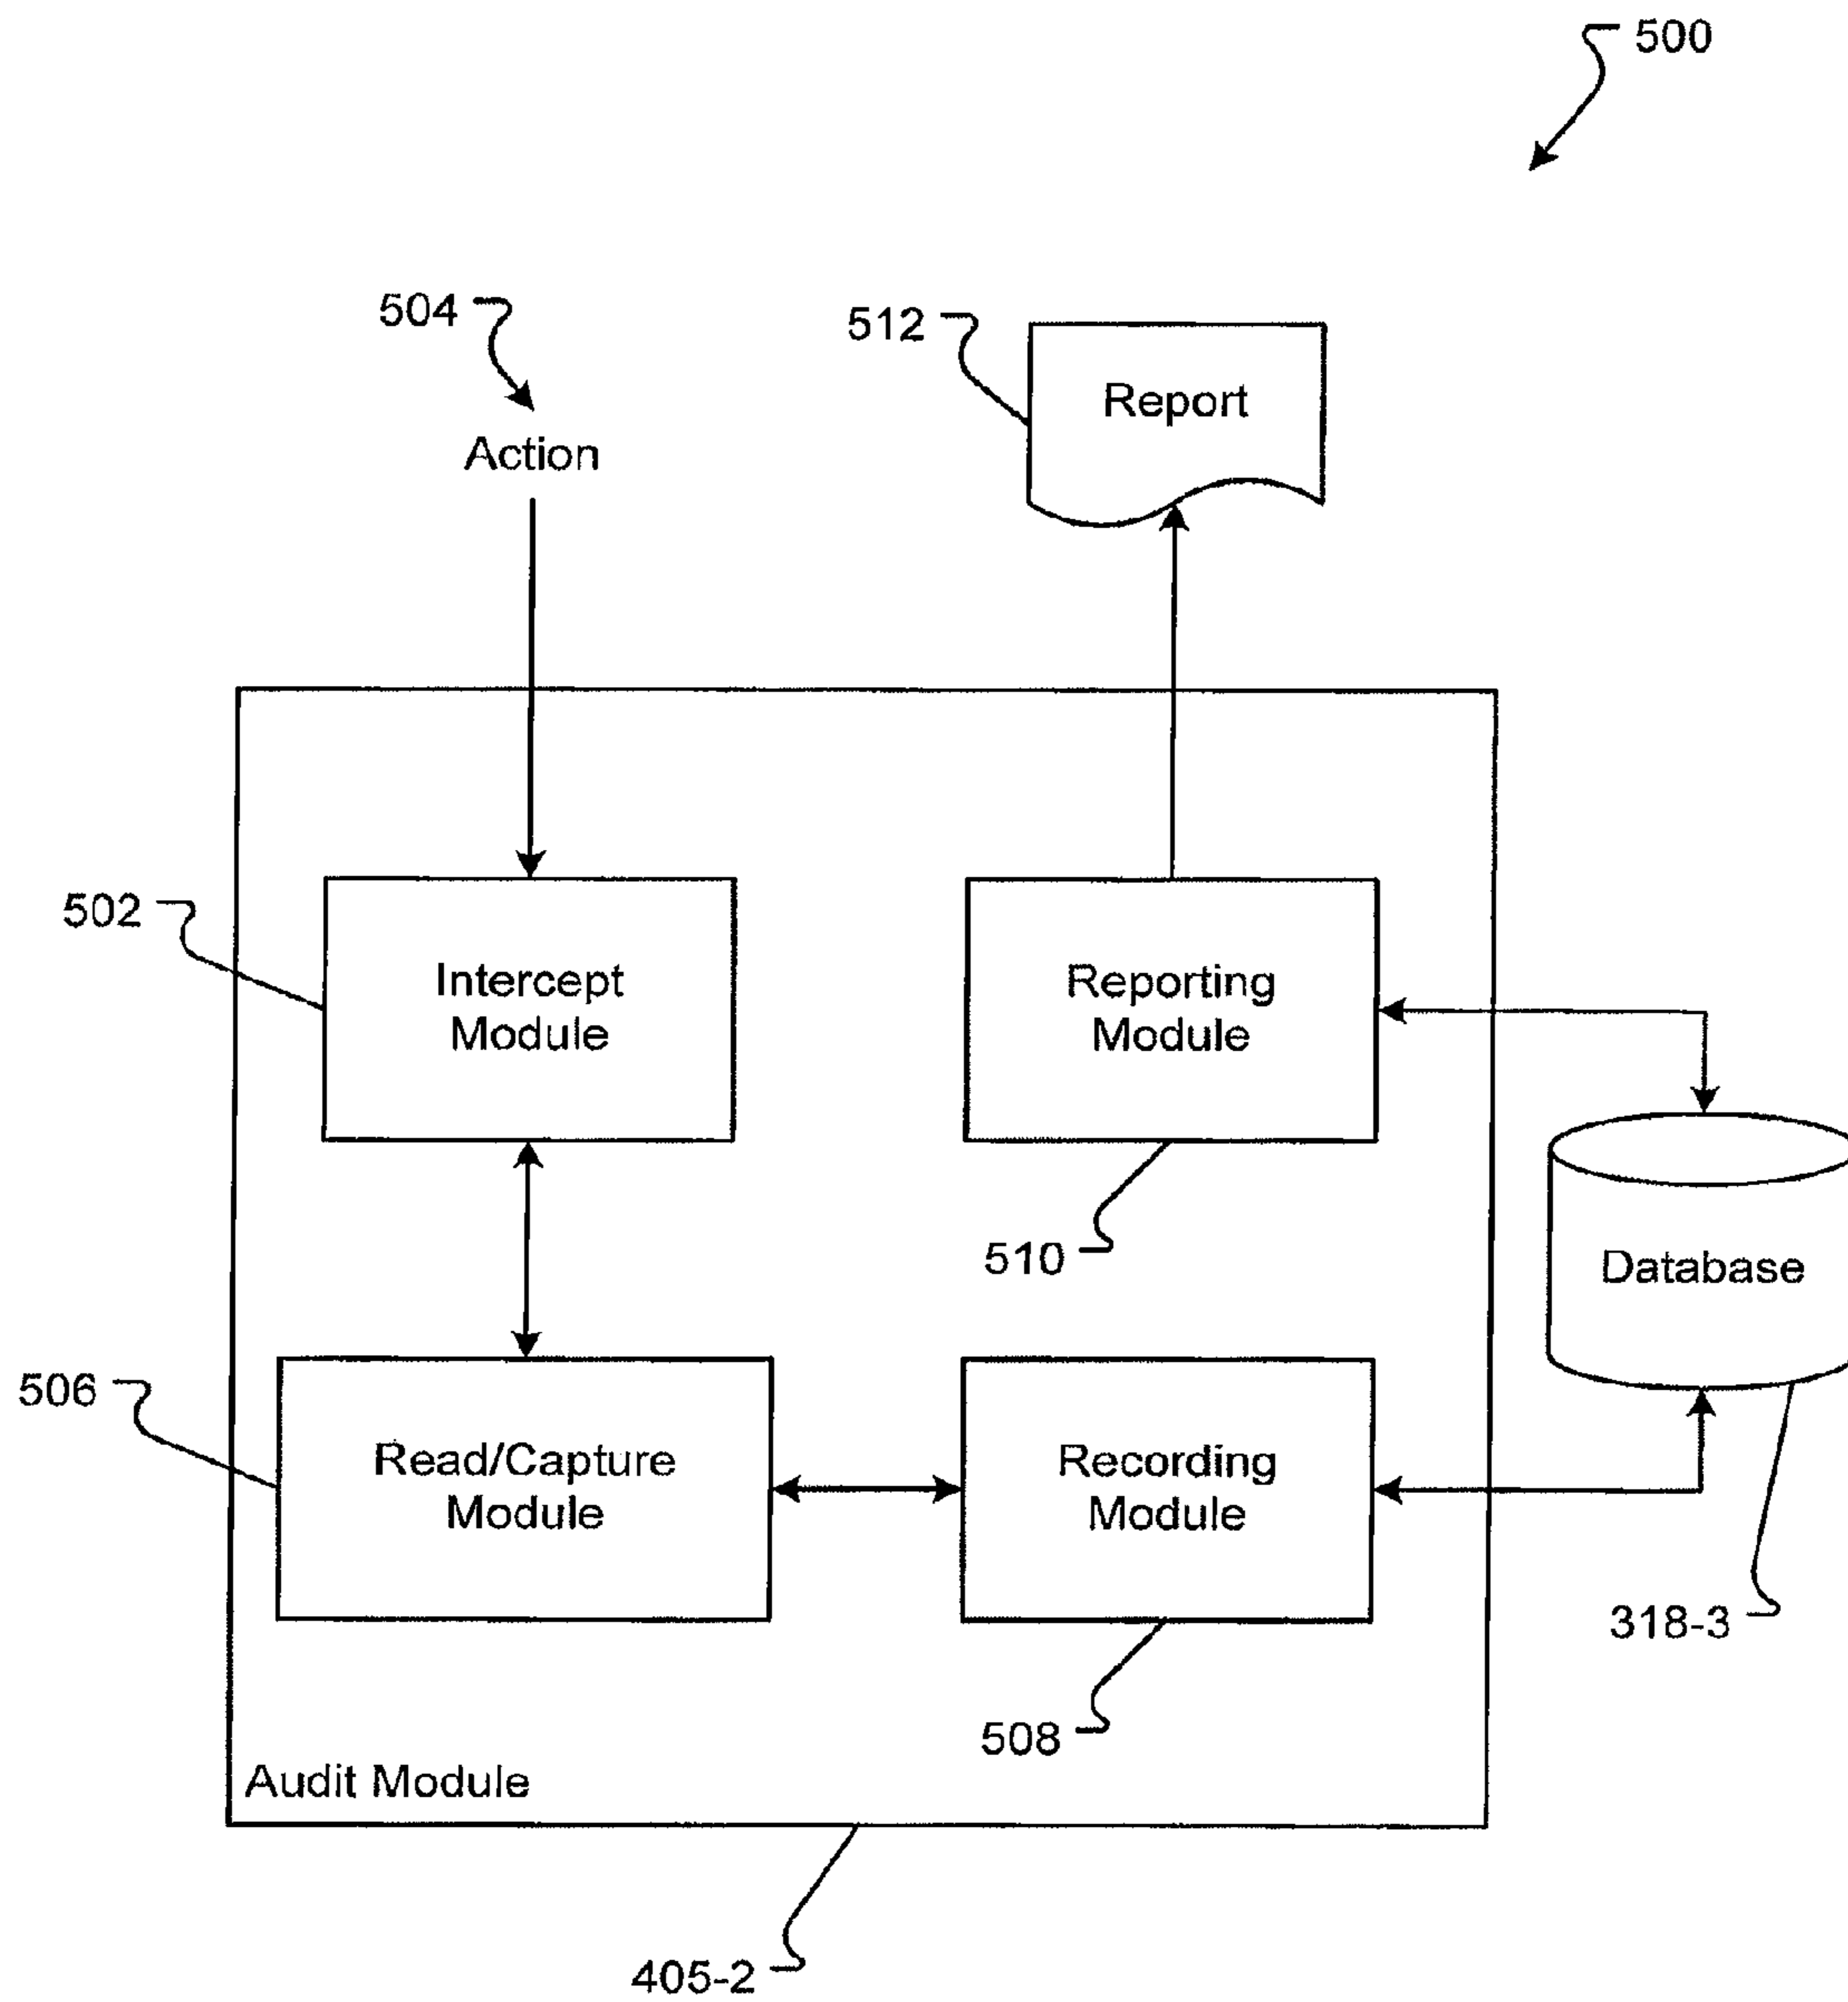 500
504
Action
512
Report
502
Intercept
Module
Reporting
Module
510
Database
506
Read/Capture
Module
Recording
Module
318-3
508
Audit Module
405-2